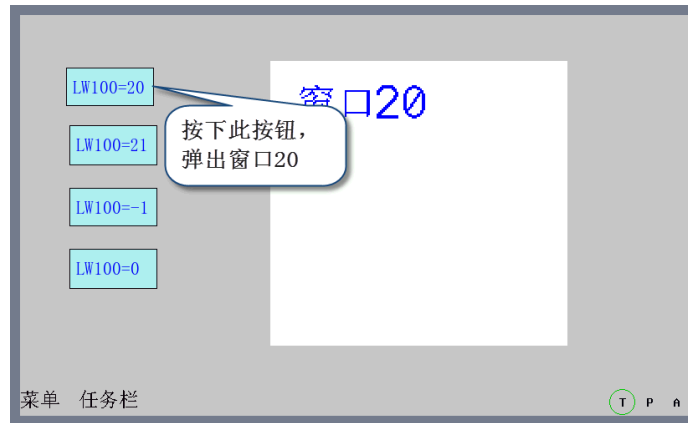 LW100=20
窗口20
按下此按钮，
弹出窗口20
LW100=21
LW100=-1
LW100=0
菜单 任务栏
T P A